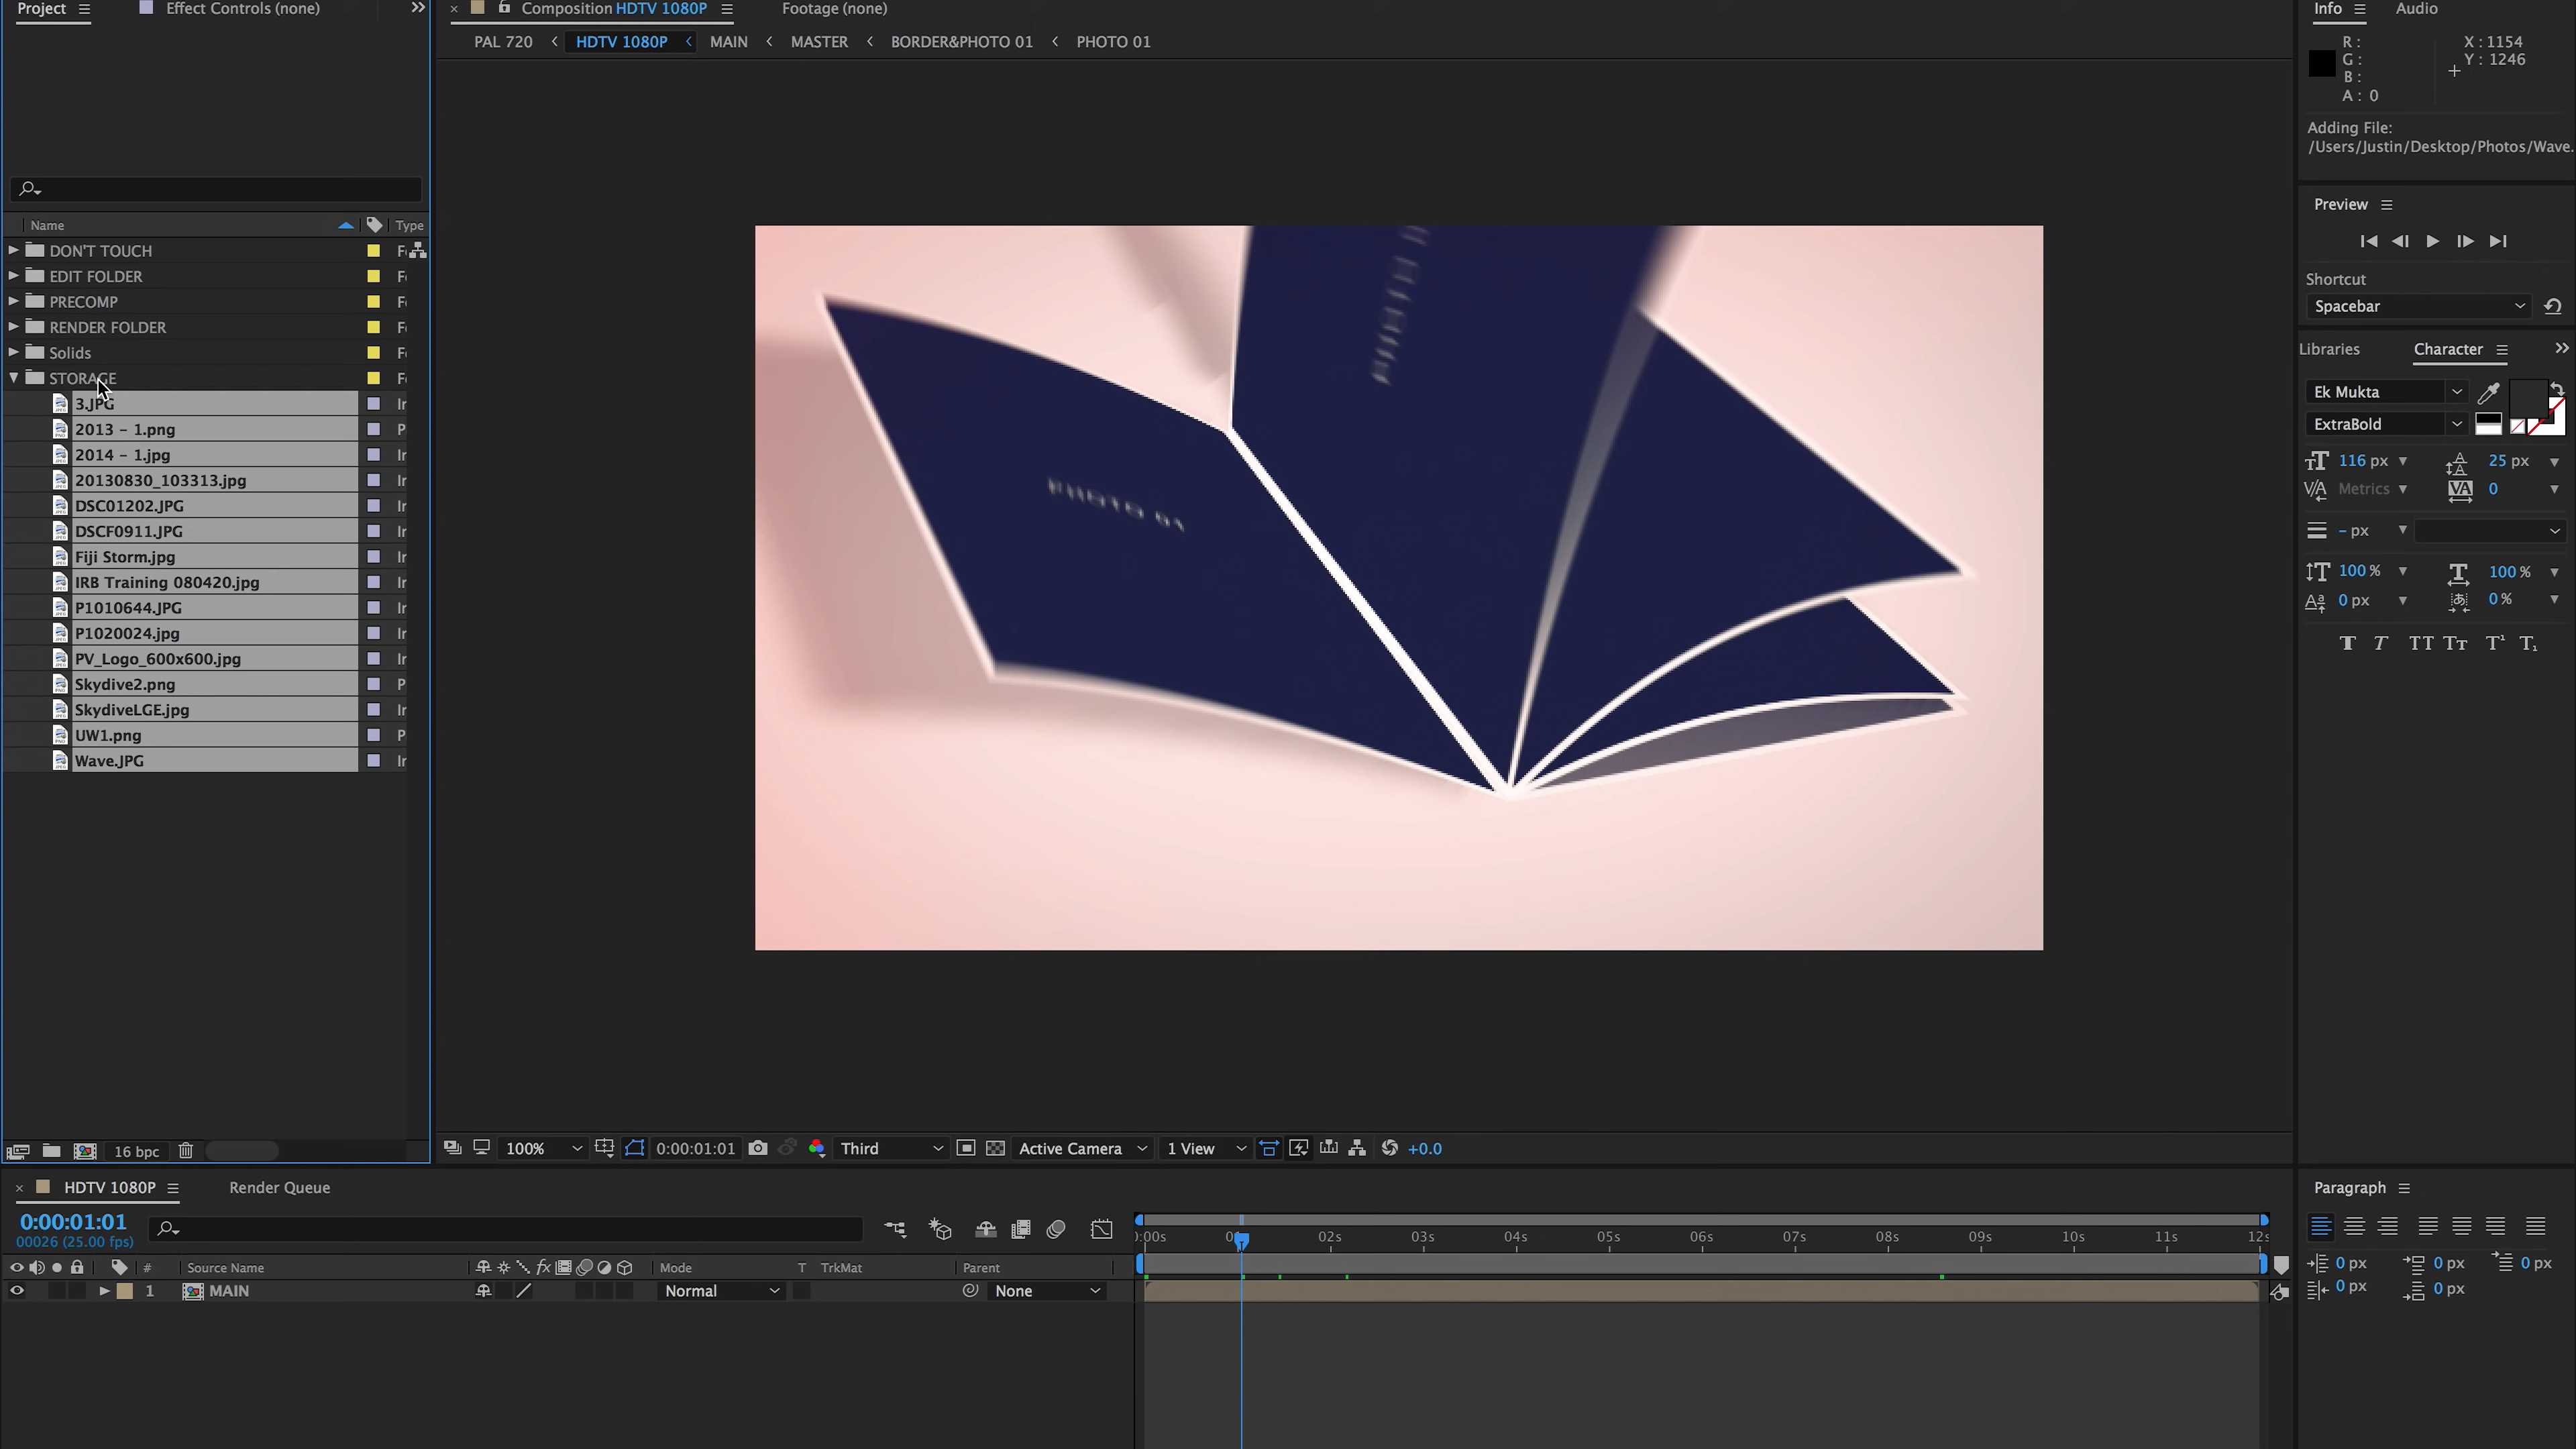 Project
Effect Controls (none)
Composition HDTV 1080P
Footage (none)
PAL 720
HDTV 1080P
MAIN
MASTER
BORDER&PHOTO 01
PHOTO 01
Name
Type
DON'T TOUCH
EDIT FOLDER
PRECOMP
RENDER FOLDER
Solids
STORAGE
3.JPG
2013 - 1.png
2014 - 1.jpg
20130830_103313.jpg
DSC01202.JPG
DSCF0911.JPG
Fiji Storm.jpg
IRB Training 080420.jpg
P1010644.JPG
P1020024.jpg
PV_Logo_600x600.jpg
Skydive2.png
SkydiveLGE.jpg
UW1.png
Wave.JPG
16 bpc
PHOTO 01
100%
0:00:01:01
Third
Active Camera
1 View
+0.0
Info
Audio
R :
G :
B :
A : 0
X : 1154
Y : 1246
Adding File:
/Users/Justin/Desktop/Photos/Wave.
Preview
Shortcut
Spacebar
Libraries
Character
Ek Mukta
ExtraBold
116 px
25 px
Metrics
0
- px
100 %
100 %
0 px
0 %
HDTV 1080P
Render Queue
0:00:01:01
00026 (25.00 fps)
#
Source Name
Mode
T
TrkMat
Parent
1
MAIN
Normal
None
):00s
02s
03s
04s
05s
06s
07s
08s
09s
10s
11s
12s
Paragraph
0 px
0 px
0 px
0 px
0 px